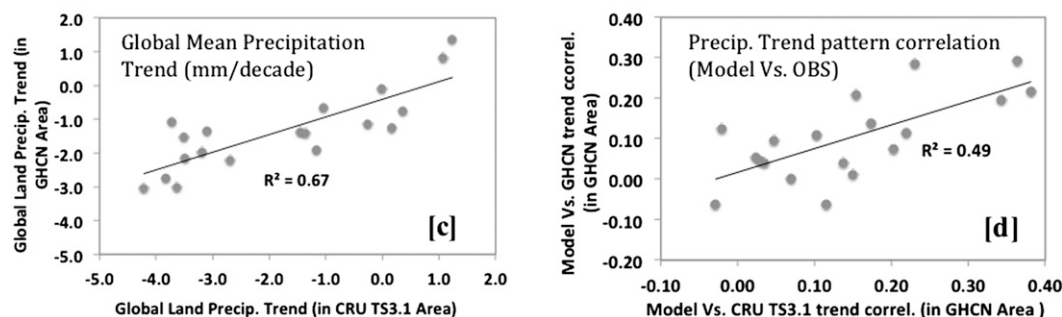 Global Land Precip. Trend (in
GHCN Area)
2.0
1.0
0.0
-1.0
-2.0
-3.0
-4.0
-5.0
Global Mean Precipitation
Trend (mm/decade)
R² = 0.67
[c]
-5.0 -4.0 -3.0 -2.0 -1.0 0.0 1.0 2.0
Global Land Precip. Trend (in CRU TS3.1 Area)
Model Vs. GHCN trend ccorrel.
(in GHCN Area)
0.40
0.30
0.20
0.10
0.00
-0.10
-0.20
Precip. Trend pattern correlation
(Model Vs. OBS)
R² = 0.49
[d]
-0.10 0.00 0.10 0.20 0.30 0.40
Model Vs. CRU TS3.1 trend correl. (in GHCN Area )